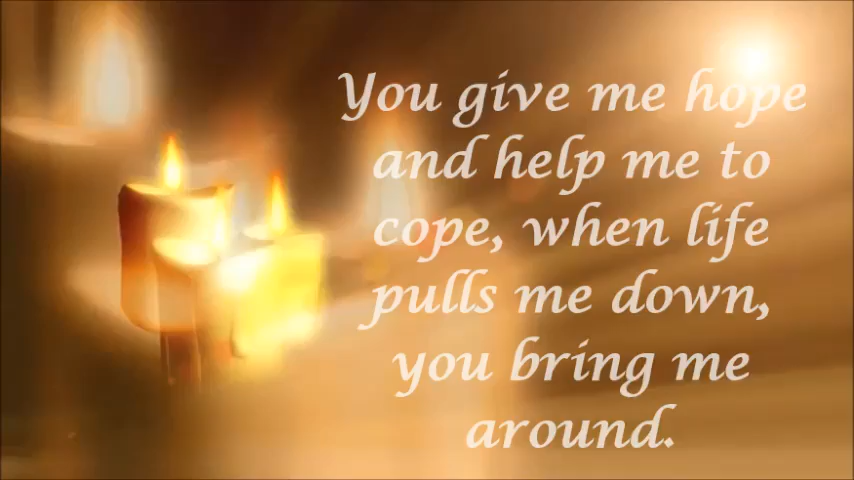 You give me hope
and help me to
cope, when life
pulls me down,
you bring me
around.